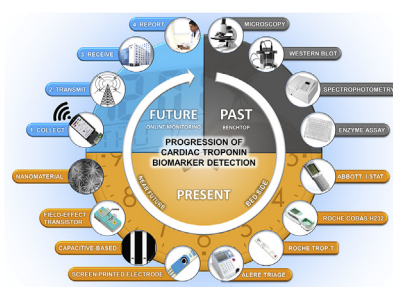 4. REPORT
MICROSCOPY
3. RECEIVE
WESTERN BLOT
2. TRANSMIT
SPECTROPHOTOMETRY
1. COLLECT
ENZYME ASSAY
FUTURE
ONLINE MONITORING
PAST
BENCHTOP
PROGRESSION OF
CARDIAC TROPONIN
BIOMARKER DETECTION
PRESENT
NEAR FUTURE
BED SIDE
NANOMATERIAL
ABBOTT I-STAT
FIELD-EFFECT
TRANSISTOR
ROCHE COBAS H232
CAPACITIVE-BASED
ROCHE TROP-T
SCREEN-PRINTED ELECTRODE
ALERE TRIAGE